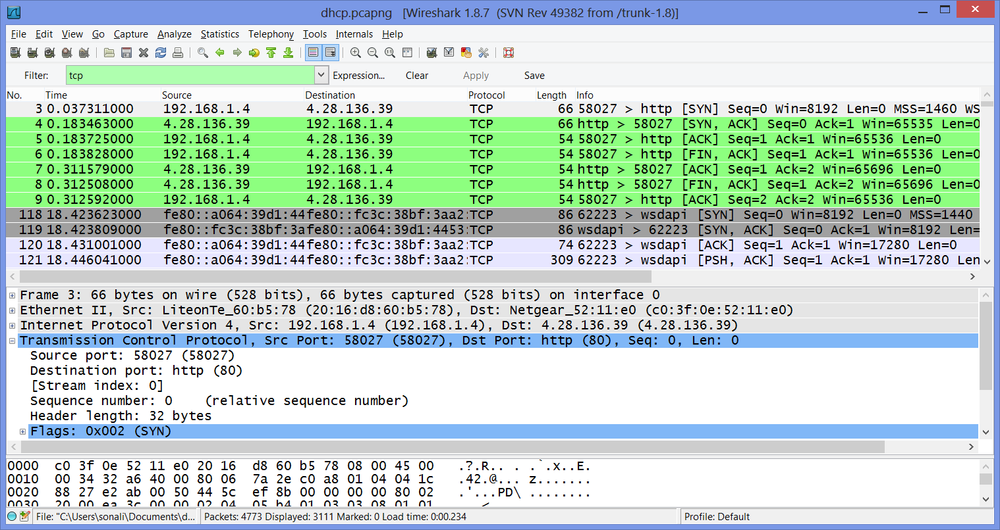 dhcp.pcapng [Wireshark 1.8.7 (SVN Rev 49382 from /trunk-1.8)]
File Edit View Go Capture Analyze Statistics Telephony Tools Internals Help
Filter: tcp Expression... Clear Apply Save
No. Time Source Destination Protocol Length Info
3 0.037311000 192.168.1.4 4.28.136.39 TCP 66 58027 > http [SYN] Seq=0 Win=8192 Len=0 MSS=1460 WS
4 0.183463000 4.28.136.39 192.168.1.4 TCP 66 http > 58027 [SYN, ACK] Seq=0 Ack=1 Win=65535 Len=0
5 0.183725000 192.168.1.4 4.28.136.39 TCP 54 58027 > http [ACK] Seq=1 Ack=1 Win=65536 Len=0
6 0.183828000 192.168.1.4 4.28.136.39 TCP 54 58027 > http [FIN, ACK] Seq=1 Ack=1 Win=65536 Len=0
7 0.311579000 4.28.136.39 192.168.1.4 TCP 54 http > 58027 [ACK] Seq=1 Ack=2 Win=65696 Len=0
8 0.312508000 4.28.136.39 192.168.1.4 TCP 54 http > 58027 [FIN, ACK] Seq=1 Ack=2 Win=65696 Len=0
9 0.312592000 192.168.1.4 4.28.136.39 TCP 54 58027 > http [ACK] Seq=2 Ack=2 Win=65536 Len=0
118 18.423623000 fe80::a064:39d1:44 fe80::fc3c:38bf:3aa2: TCP 86 62223 > wsdapi [SYN] Seq=0 Win=8192 Len=0 MSS=1440
119 18.423809000 fe80::fc3c:38bf:3a fe80::a064:39d1:4453: TCP 86 wsdapi > 62223 [SYN, ACK] Seq=0 Ack=1 Win=8192 Len=
120 18.431001000 fe80::a064:39d1:44 fe80::fc3c:38bf:3aa2: TCP 74 62223 > wsdapi [ACK] Seq=1 Ack=1 Win=17280 Len=0
121 18.446041000 fe80::a064:39d1:44 fe80::fc3c:38bf:3aa2: TCP 309 62223 > wsdapi [PSH, ACK] Seq=1 Ack=1 Win=17280 Len
Frame 3: 66 bytes on wire (528 bits), 66 bytes captured (528 bits) on interface 0
Ethernet II, Src: LiteonTe_60:b5:78 (20:16:d8:60:b5:78), Dst: Netgear_52:11:e0 (c0:3f:0e:52:11:e0)
Internet Protocol Version 4, Src: 192.168.1.4 (192.168.1.4), Dst: 4.28.136.39 (4.28.136.39)
Transmission Control Protocol, Src Port: 58027 (58027), Dst Port: http (80), Seq: 0, Len: 0
Source port: 58027 (58027)
Destination port: http (80)
[Stream index: 0]
Sequence number: 0 (relative sequence number)
Header length: 32 bytes
Flags: 0x002 (SYN)
0000 c0 3f 0e 52 11 e0 20 16 d8 60 b5 78 08 00 45 00 .?.R.. . .`.x..E.
0010 00 34 32 a6 40 00 80 06 7a 2e c0 a8 01 04 04 1c .42.@... z.......
0020 88 27 e2 ab 00 50 44 5c ef 8b 00 00 00 00 80 02 .'...PD\ ........
0030 20 00 ea 3c 00 00 02 04 05 b4 01 03 03 08 01 01
File: "C:\Users\sonali\Documents\d... Packets: 4773 Displayed: 3111 Marked: 0 Load time: 0:00.234 Profile: Default